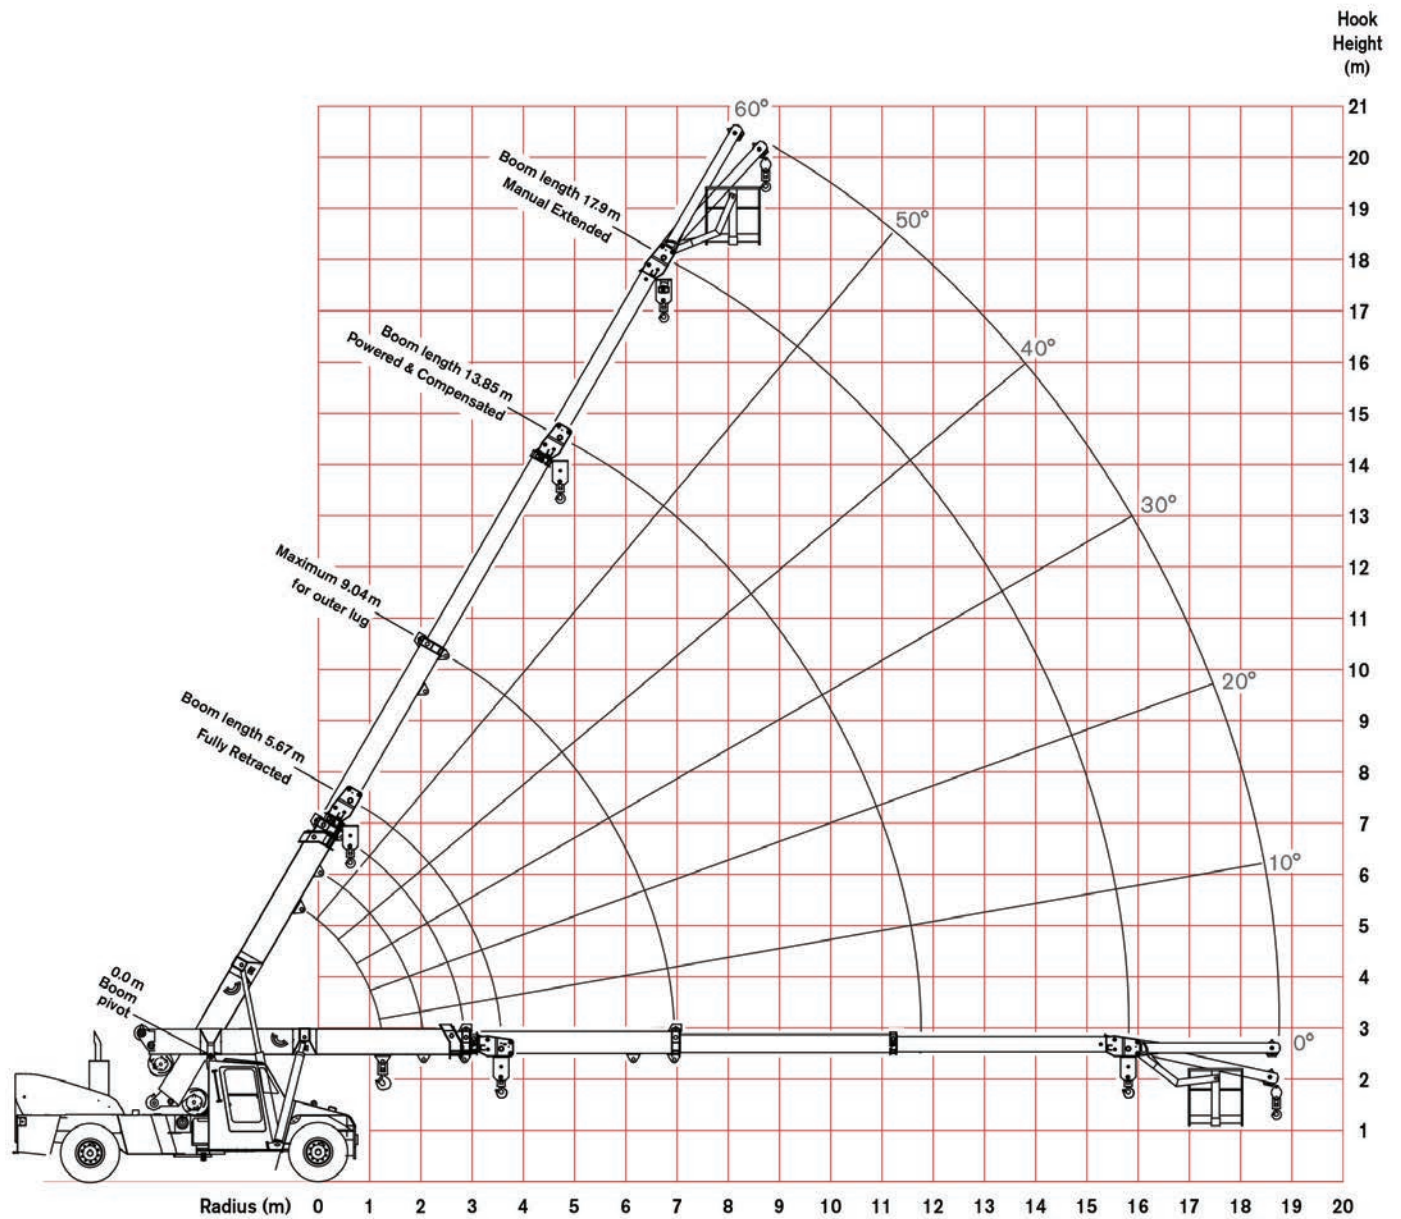 Hook
Height
(m)
60°
21
20
Boom length 17.9 m
Manual Extended
19
50°
18
17
Boom length 13.85 m
Powered & Compensated
40°
16
15
14
30°
13
12
Maximum 9.04 m
for outer lug
11
10
20°
9
Boom length 5.67 m
Fully Retracted
8
7
10°
6
5
0.0 m
Boom
pivot
4
3
0°
2
1
Radius (m) 0 1 2 3 4 5 6 7 8 9 10 11 12 13 14 15 16 17 18 19 20